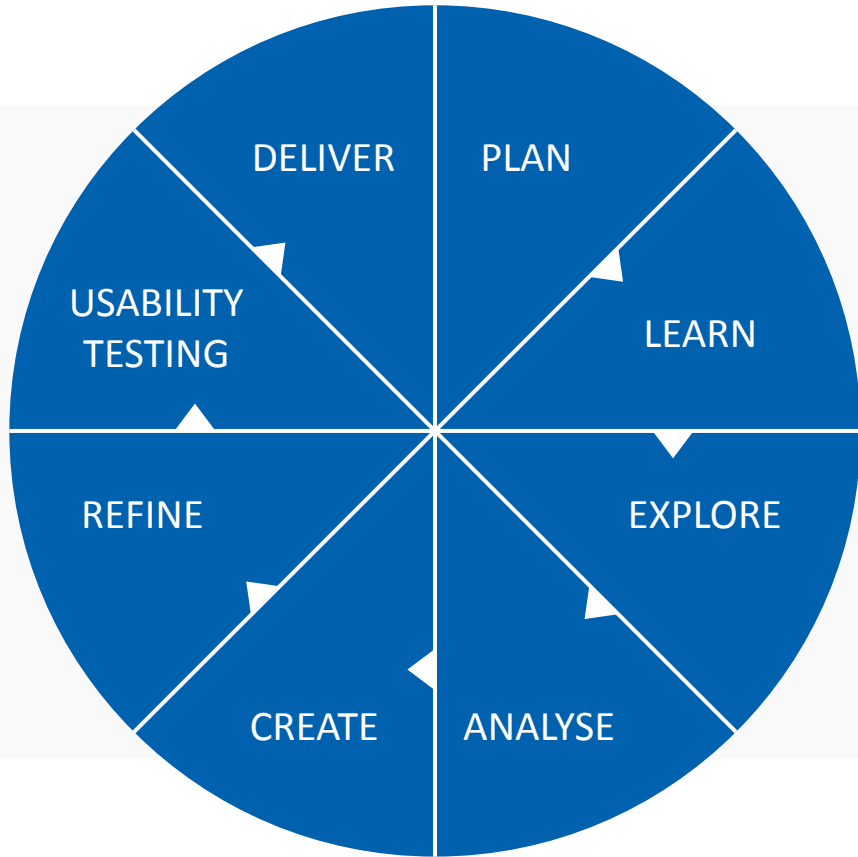 PLAN
LEARN
EXPLORE
ANALYSE
CREATE
REFINE
USABILITY
TESTING
DELIVER